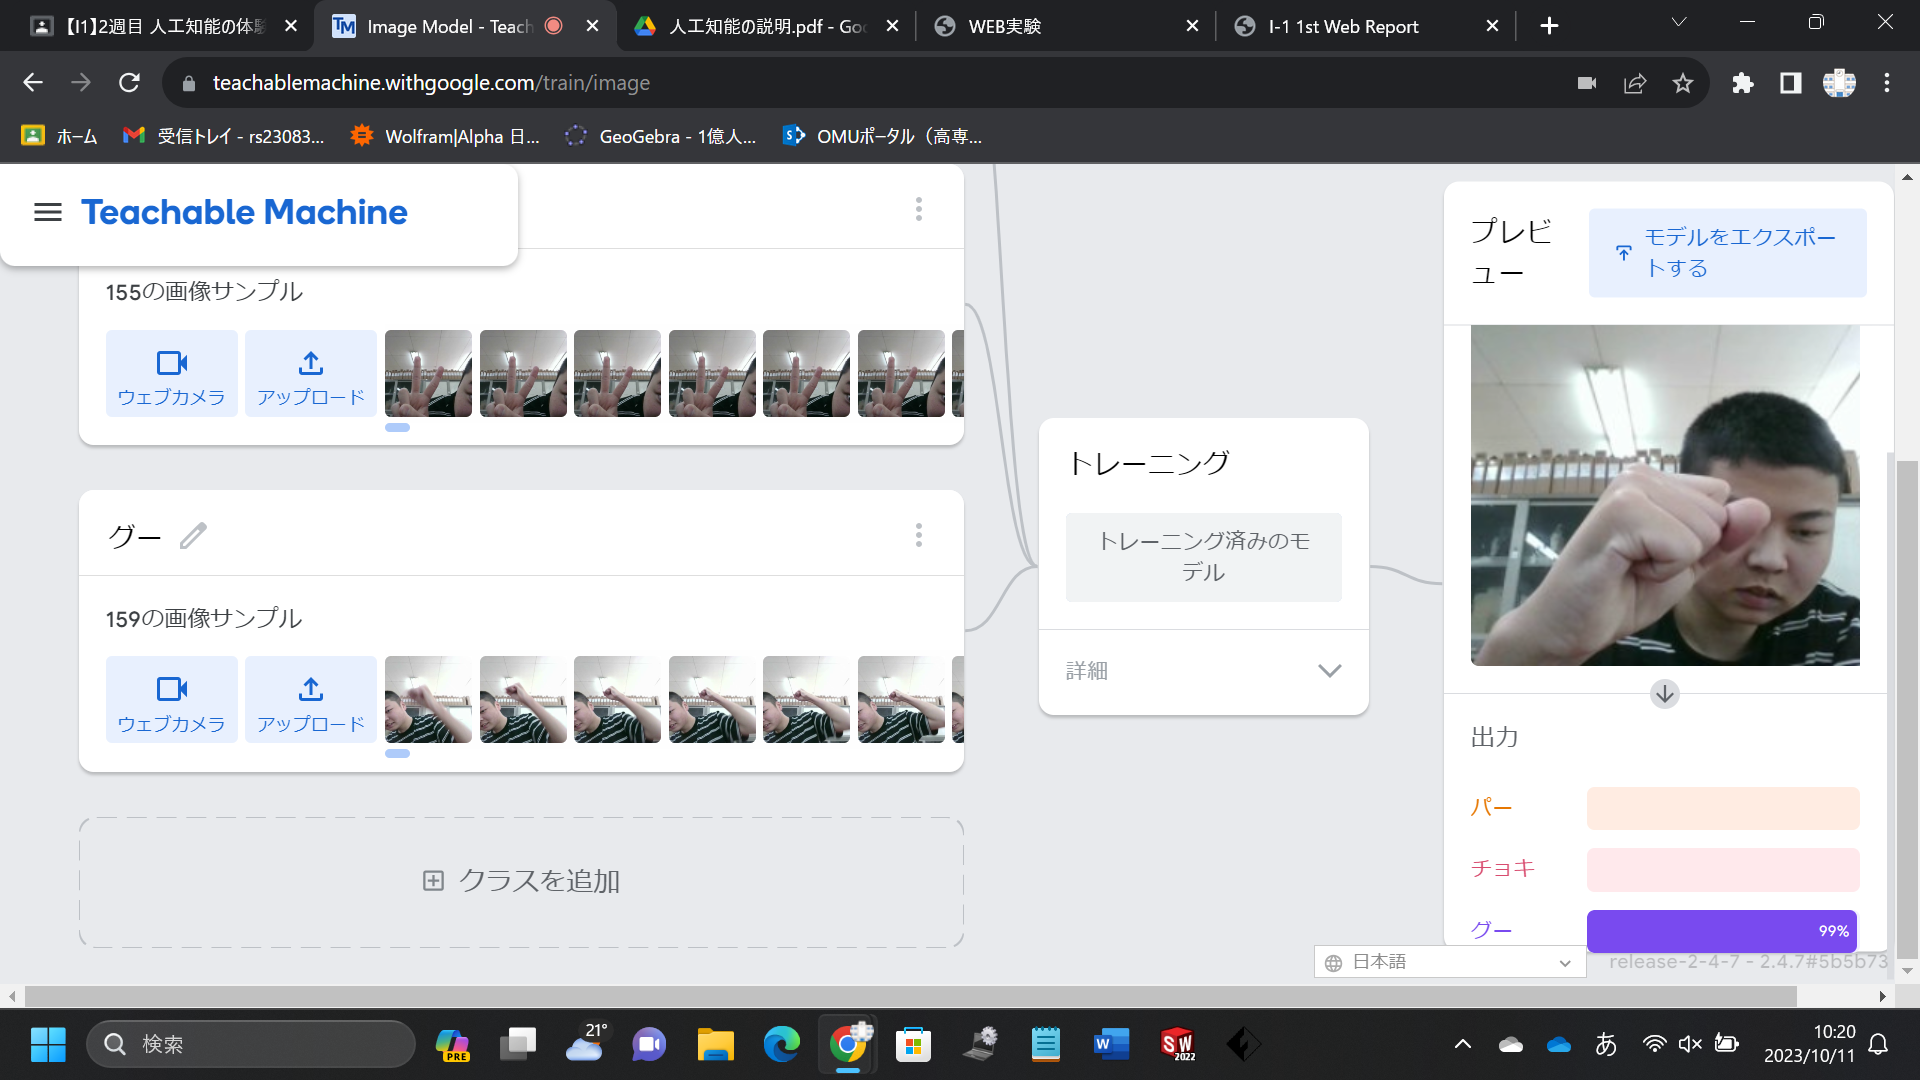 【I1】2週目 人工知能の体験
Image Model - Teach
人工知能の説明.pdf - Goo
WEB実験
I-1 1st Web Report
teachablemachine.withgoogle.com/train/image
ホーム
受信トレイ - rs23083...
Wolfram|Alpha 日...
GeoGebra - 1億人...
OMUポータル（高専...
Teachable Machine
155の画像サンプル
ウェブカメラ
アップロード
グー
159の画像サンプル
ウェブカメラ
アップロード
クラスを追加
トレーニング
トレーニング済みのモ
デル
詳細
プレビ
ュー
モデルをエクスポー
トする
出力
パー
チョキ
グー
99%
日本語
release-2-4-7 - 2.4.7#5b5b73
検索
PRE
21°
W
SW
2022
あ
10:20
2023/10/11